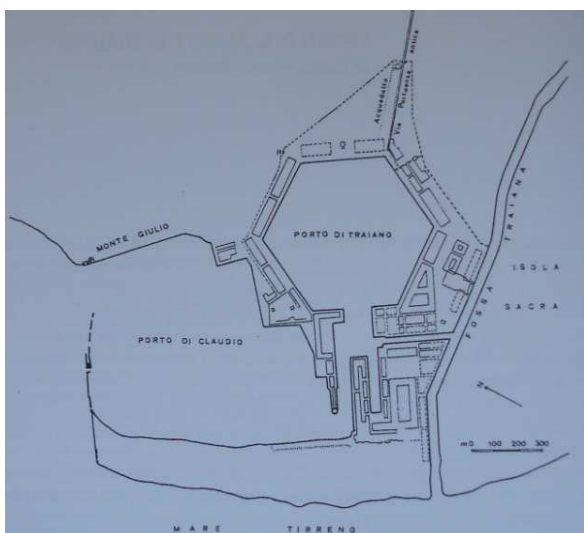 Acquedotto
Via Portuense Antica
MONTE GIULIO
PORTO DI TRAIANO
PORTO DI CLAUDIO
FOSSA TRAIANA
ISOLA
SACRA
N
m 0 100 200 300
MARE TIRRENO